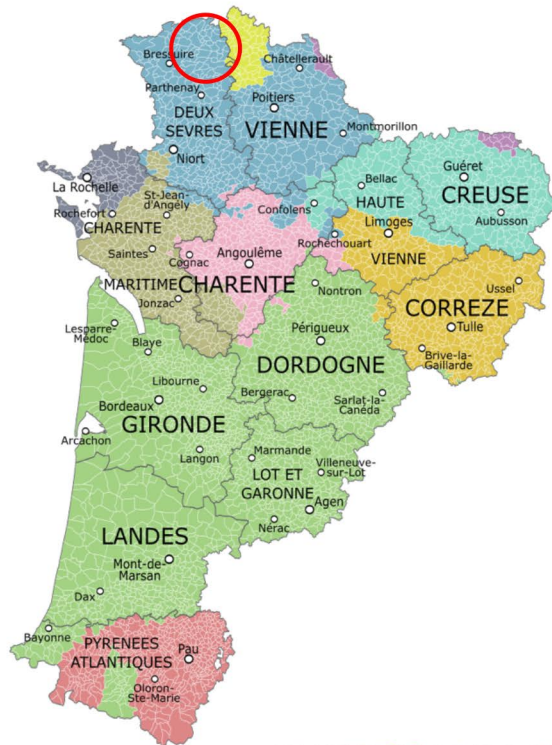 Bressuire
Châtellerault
Parthenay
DEUX
SEVRES
Poitiers
VIENNE
Montmorillon
Niort
La Rochelle
Rochefort
CHARENTE
MARITIME
St-Jean-
d'Angély
Saintes
Jonzac
Confolens
Bellac
HAUTE
VIENNE
Guéret
CREUSE
Aubusson
Limoges
Rochechouart
Angoulême
Cognac
CHARENTE
Ussel
CORREZE
Tulle
Brive-la-
Gaillarde
Nontron
Périgueux
DORDOGNE
Bergerac
Sarlat-la-
Canéda
Lesparre-
Médoc
Blaye
Libourne
Bordeaux
GIRONDE
Arcachon
Langon
Marmande
Villeneuve-
sur-Lot
LOT ET
GARONNE
Agen
Nérac
LANDES
Mont-de-
Marsan
Dax
Bayonne
PYRENEES
ATLANTIQUES
Pau
Oloron-
Ste-Marie